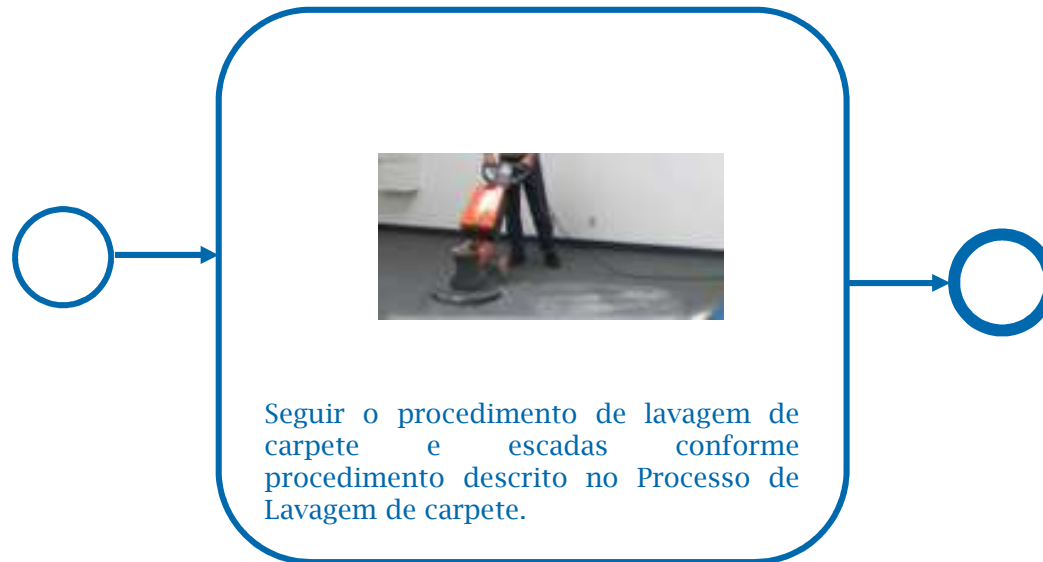 Seguir o procedimento de lavagem de
carpete e escadas conforme
procedimento descrito no Processo de
Lavagem de carpete.